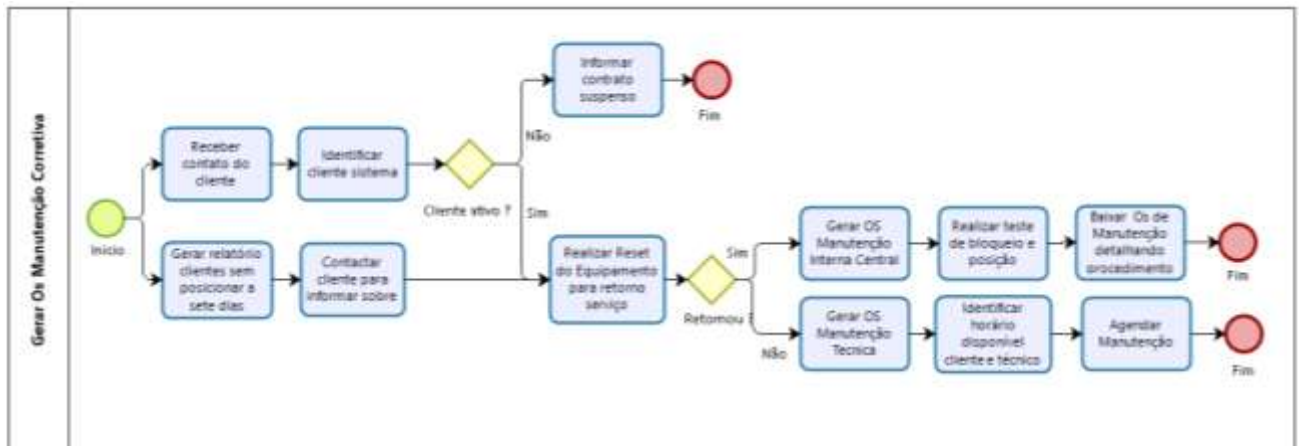 Gerar Os Manutenção Corretiva
Início
Receber
contato do
cliente
Identificar
cliente sistema
Cliente ativo ?
Não
Sim
Informar
contrato
suspenso
Fim
Gerar relatório
clientes sem
posicionar a
sete dias
Contactar
cliente para
informar sobre
Realizar Reset
do Equipamento
para retorno
serviço
Retornou ?
Sim
Não
Gerar OS
Manutenção
Interna Central
Realizar teste
de bloqueio e
posição
Baixar Os de
Manutenção
detalhando
procedimento
Fim
Gerar OS
Manutenção
Tecnica
Identificar
horário
disponível
cliente e técnico
Agendar
Manutenção
Fim